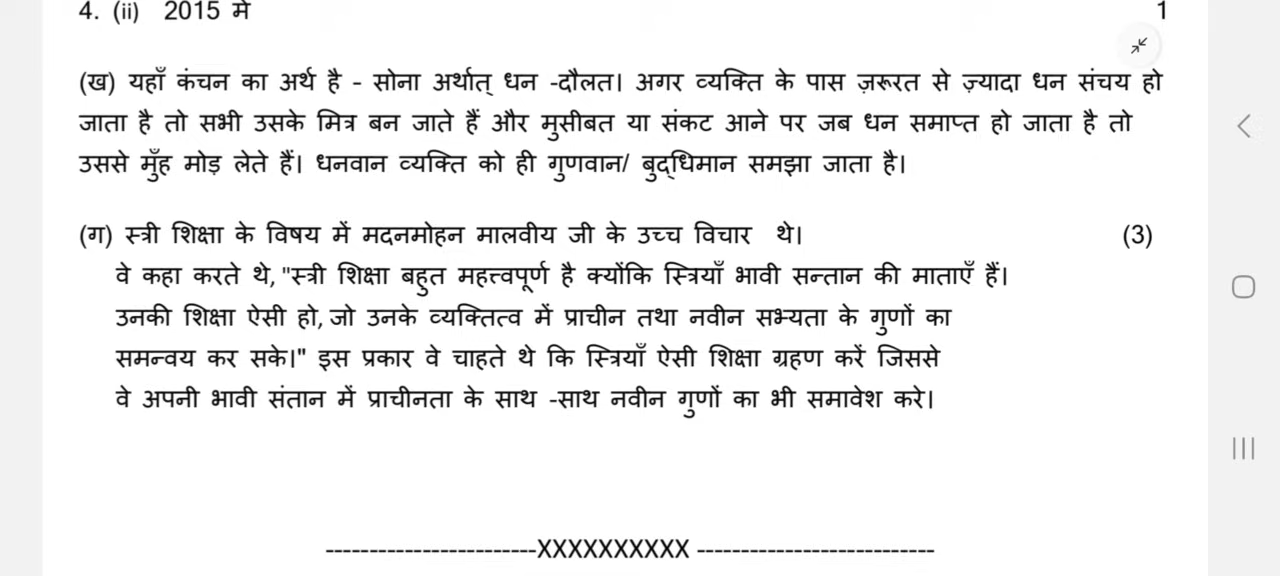 4. (ii) 2015 मे 1
(ख) यहाँ कंचन का अर्थ है - सोना अर्थात् धन -दौलत। अगर व्यक्ति के पास ज़रूरत से ज़्यादा धन संचय हो
जाता है तो सभी उसके मित्र बन जाते हैं और मुसीबत या संकट आने पर जब धन समाप्त हो जाता है तो
उससे मुँह मोड़ लेते हैं। धनवान व्यक्ति को ही गुणवान/ बुद्धिमान समझा जाता है।
(ग) स्त्री शिक्षा के विषय में मदनमोहन मालवीय जी के उच्च विचार थे। (3)
वे कहा करते थे, "स्त्री शिक्षा बहुत महत्त्वपूर्ण है क्योंकि स्त्रियाँ भावी सन्तान की माताएँ हैं।
उनकी शिक्षा ऐसी हो, जो उनके व्यक्तित्व में प्राचीन तथा नवीन सभ्यता के गुणों का
समन्वय कर सके।" इस प्रकार वे चाहते थे कि स्त्रियाँ ऐसी शिक्षा ग्रहण करें जिससे
वे अपनी भावी संतान में प्राचीनता के साथ -साथ नवीन गुणों का भी समावेश करे।
------------------------XXXXXXXXXX ---------------------------